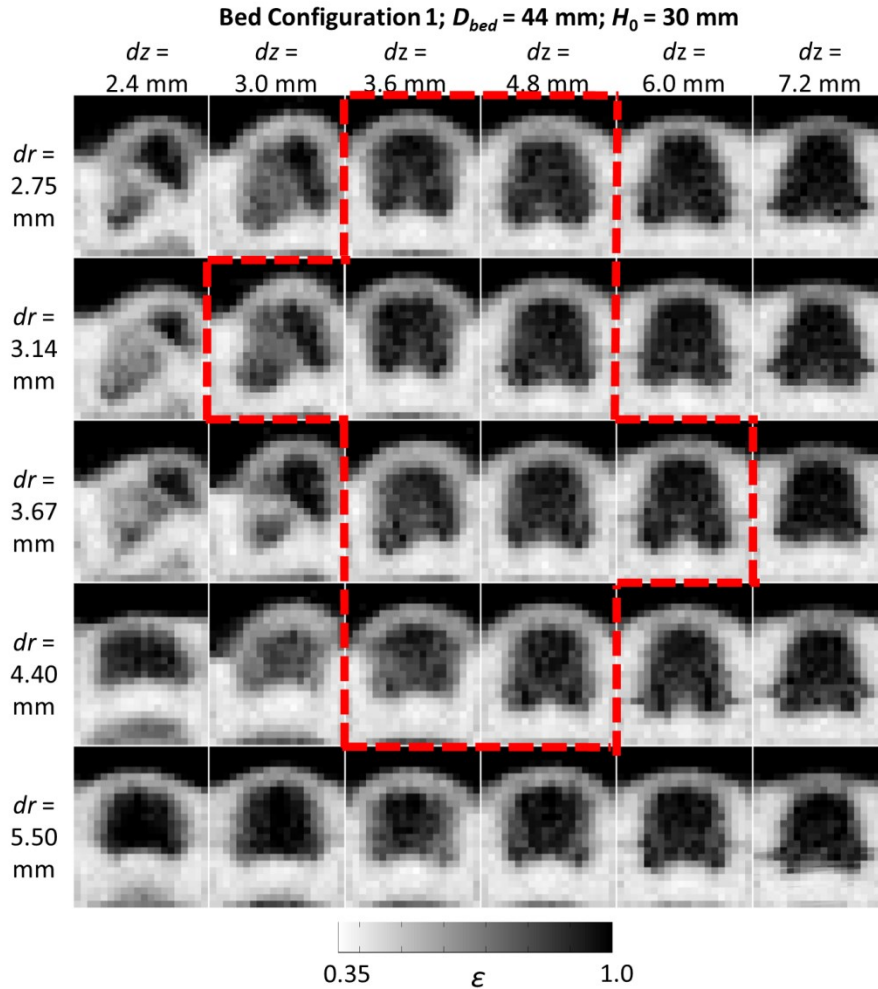 Bed Configuration 1; D_bed = 44 mm; H_0 = 30 mm
dz = dz = dz = dz = dz = dz =
2.4 mm 3.0 mm 3.6 mm 4.8 mm 6.0 mm 7.2 mm
dr =
2.75
mm
dr =
3.14
mm
dr =
3.67
mm
dr =
4.40
mm
dr =
5.50
mm
0.35 ε 1.0